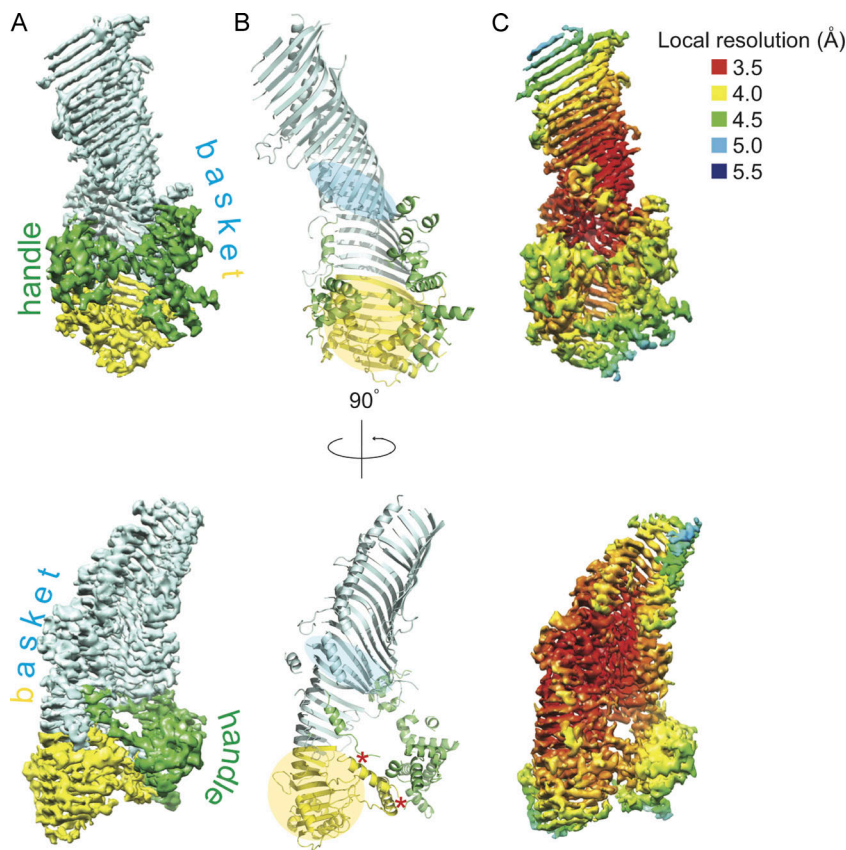 A
B
C
Local resolution (Å)
3.5
4.0
4.5
5.0
5.5
basket
handle
90°
basket
handle
*
*